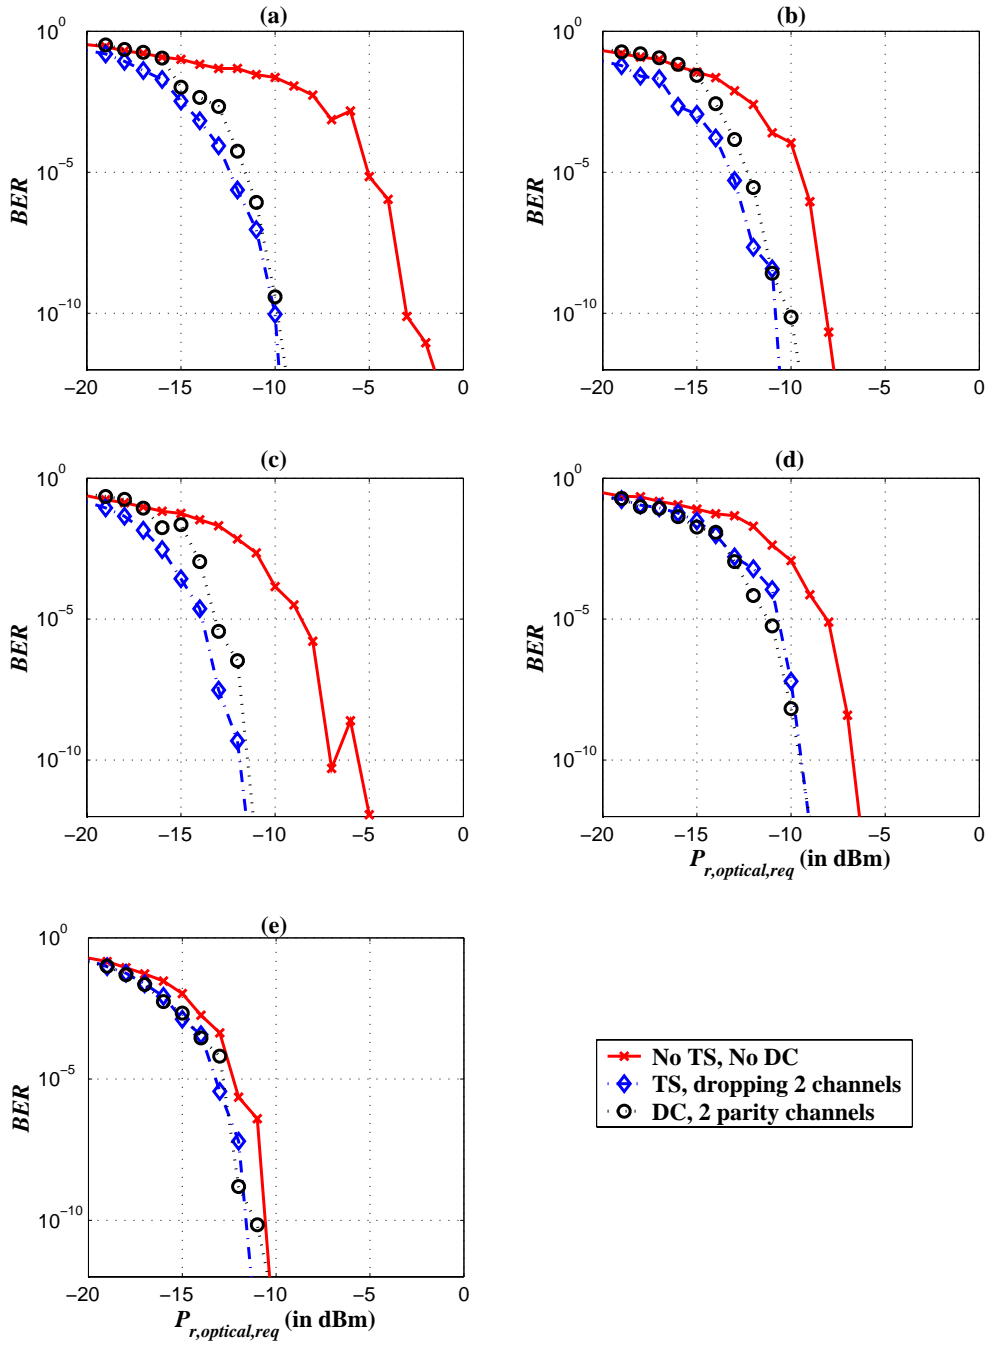 (a)
10^0
10^−5
10^−10
BER
−20 −15 −10 −5 0
(b)
10^0
10^−5
10^−10
BER
−20 −15 −10 −5 0
(c)
10^0
10^−5
10^−10
BER
−20 −15 −10 −5 0
(d)
10^0
10^−5
10^−10
BER
−20 −15 −10 −5 0
P_r,optical,req (in dBm)
(e)
10^0
10^−5
10^−10
BER
−20 −15 −10 −5 0
P_r,optical,req (in dBm)
No TS, No DC
TS, dropping 2 channels
DC, 2 parity channels